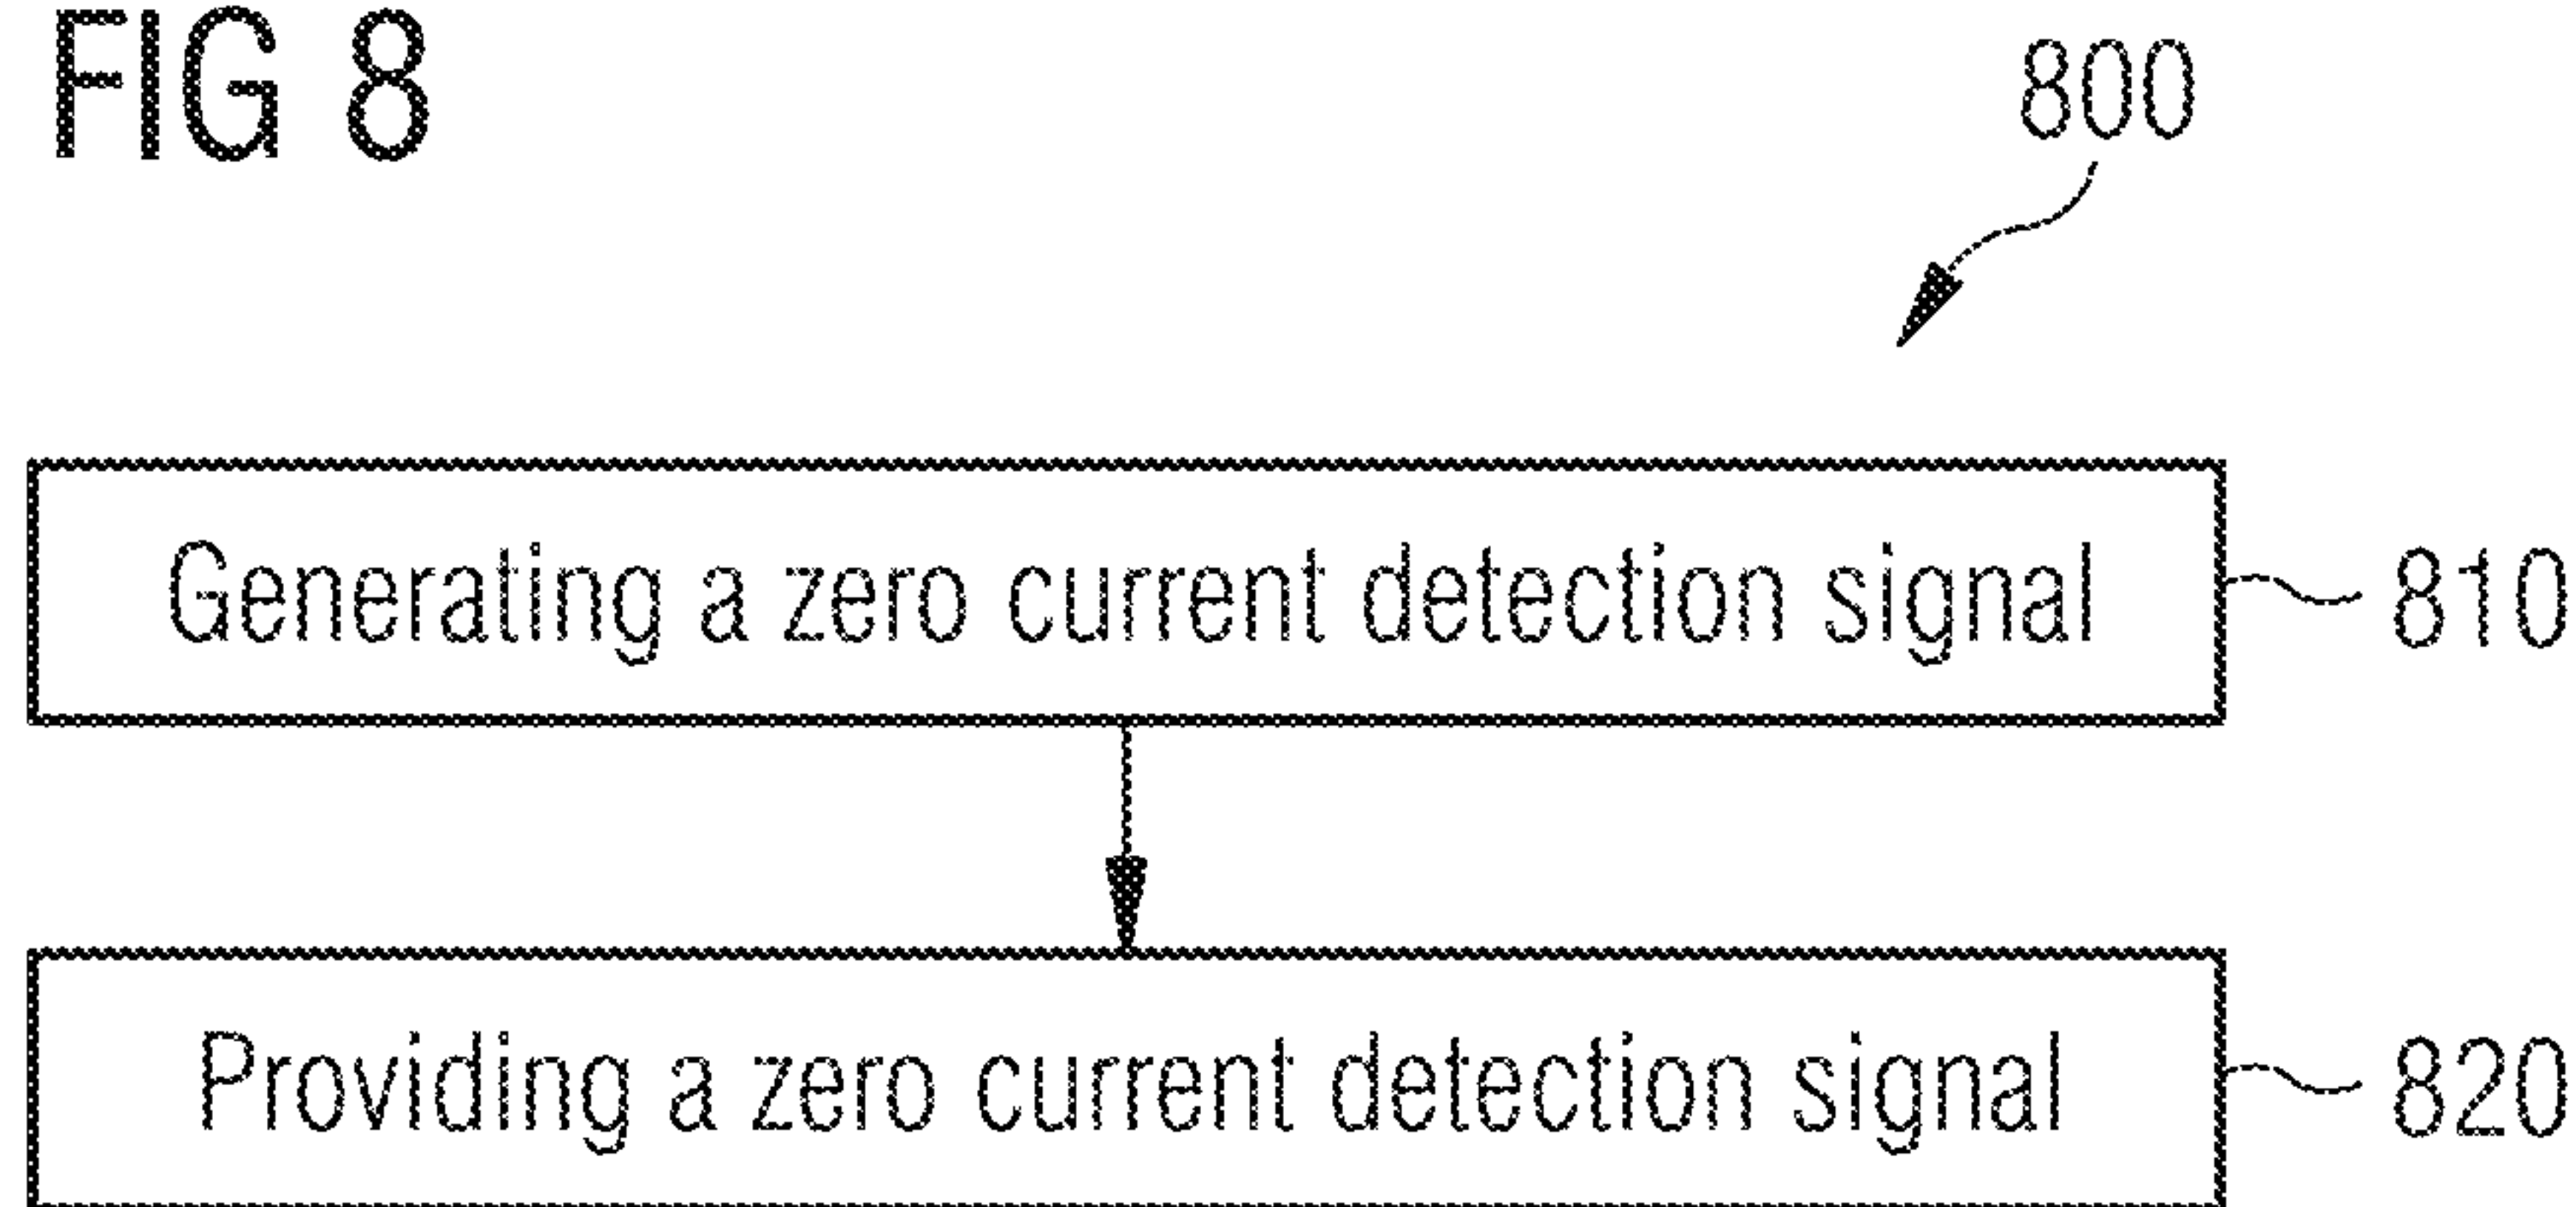 FIG 8
800
Generating a zero current detection signal
810
Providing a zero current detection signal
820